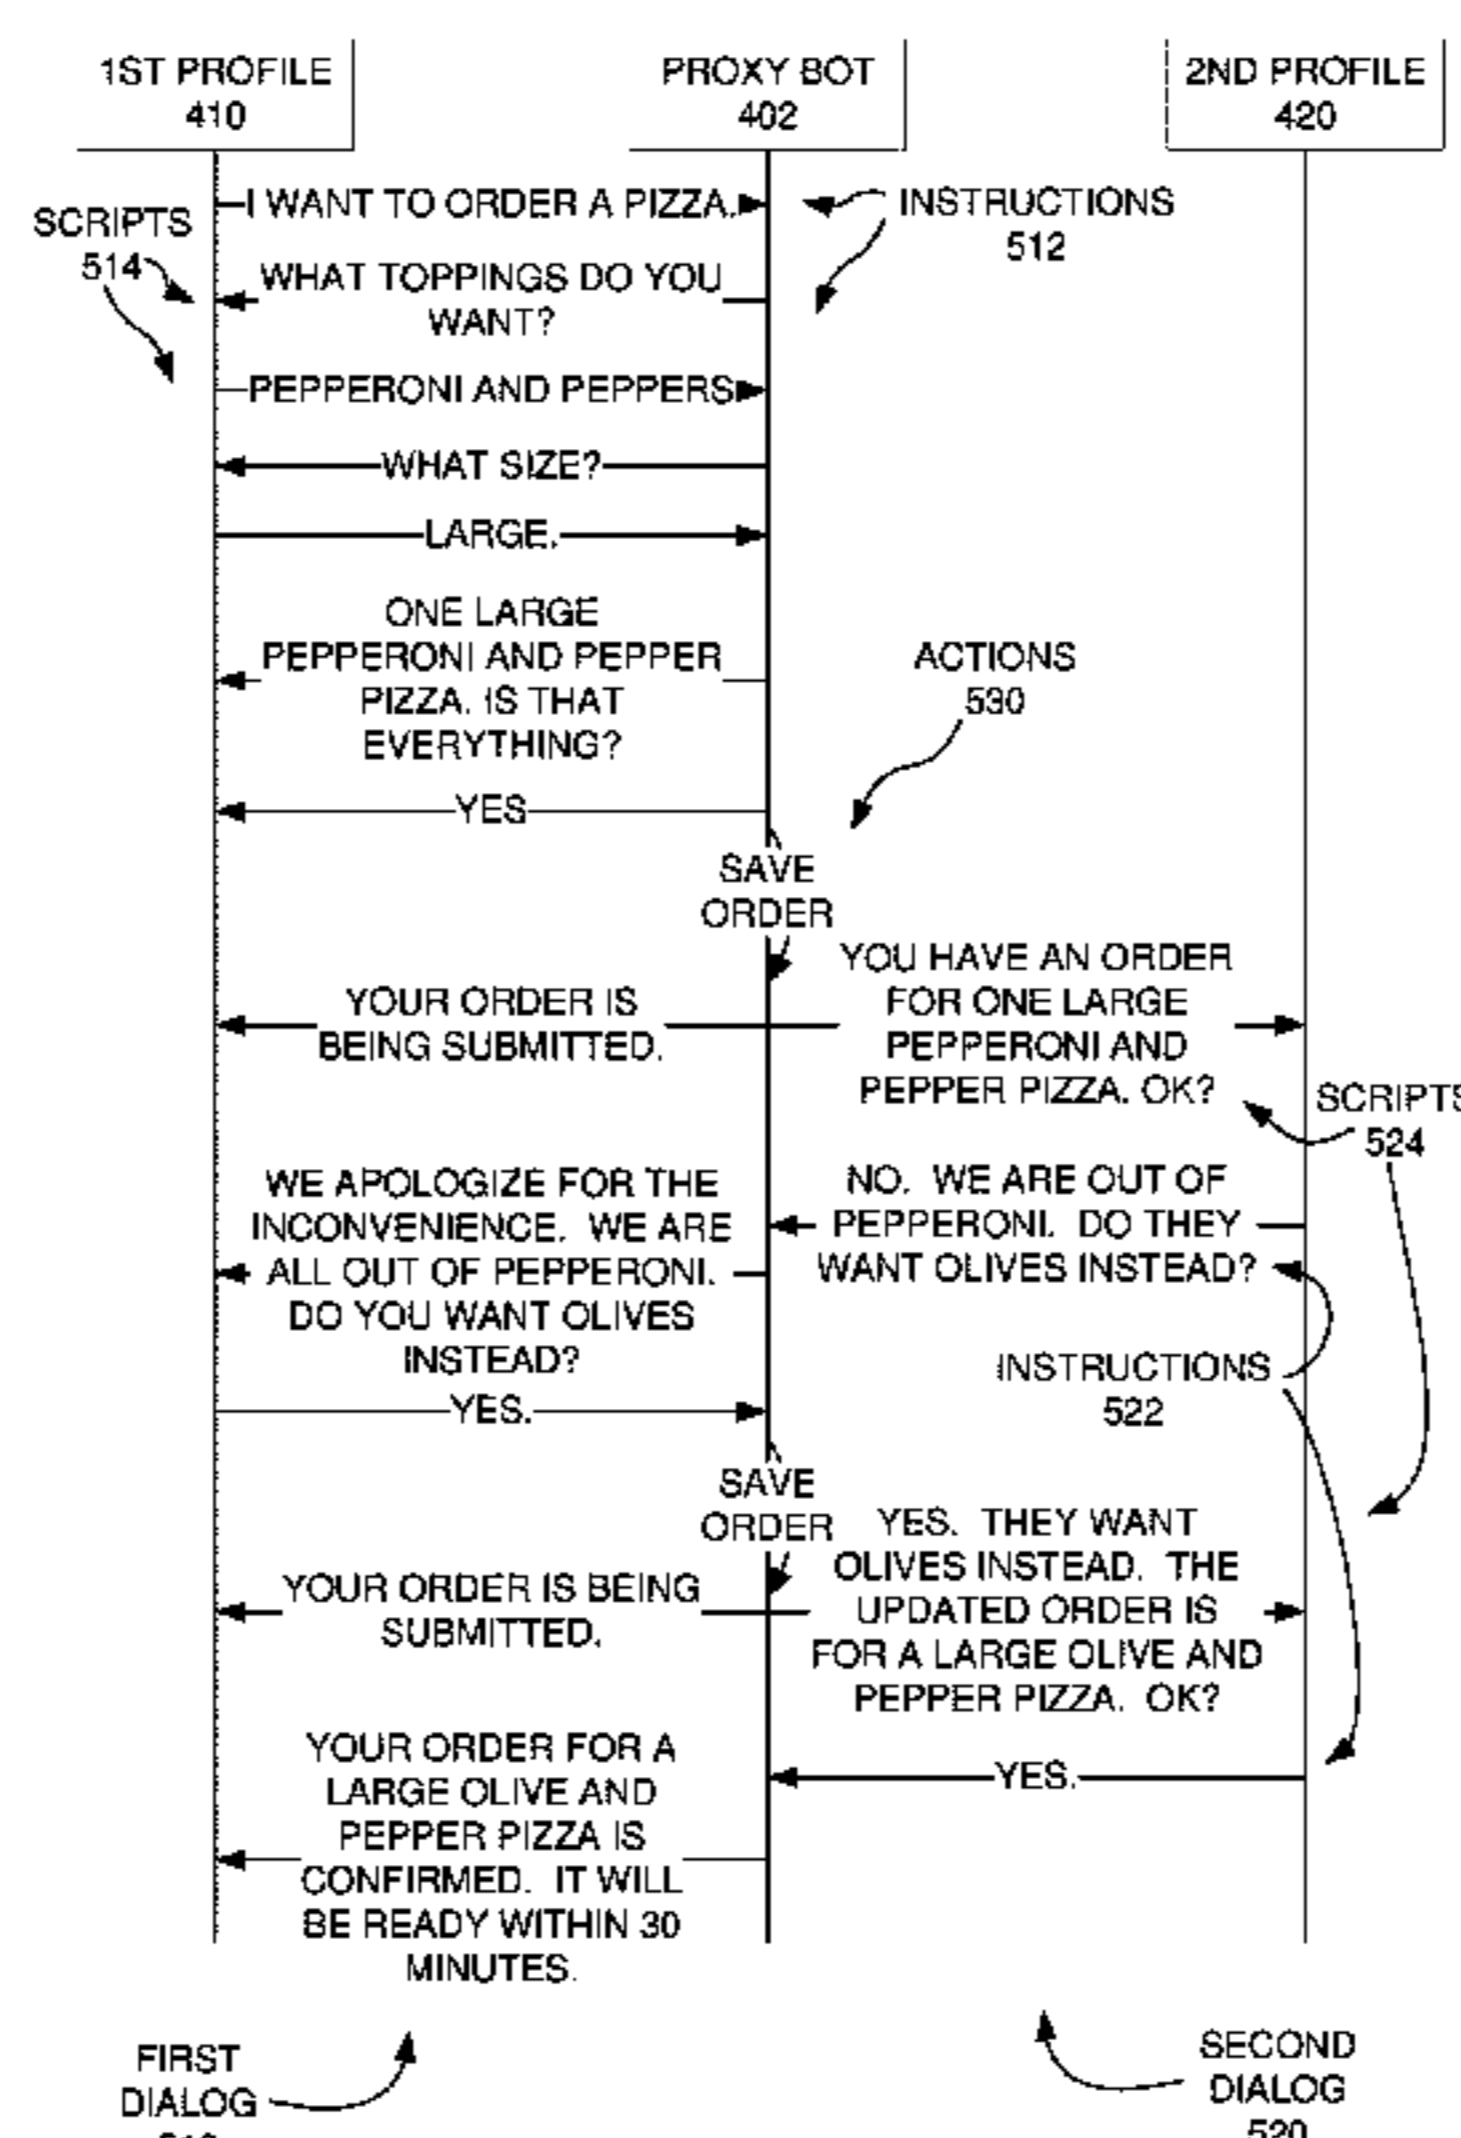 1ST PROFILE
410
PROXY BOT
402
2ND PROFILE
420
I WANT TO ORDER A PIZZA.
INSTRUCTIONS
512
SCRIPTS
514
WHAT TOPPINGS DO YOU
WANT?
PEPPERONI AND PEPPERS
WHAT SIZE?
LARGE.
ONE LARGE
PEPPERONI AND PEPPER
PIZZA. IS THAT
EVERYTHING?
ACTIONS
530
YES
SAVE
ORDER
YOUR ORDER IS
BEING SUBMITTED.
YOU HAVE AN ORDER
FOR ONE LARGE
PEPPERONI AND
PEPPER PIZZA. OK?
SCRIPTS
524
WE APOLOGIZE FOR THE
INCONVENIENCE. WE ARE
ALL OUT OF PEPPERONI.
DO YOU WANT OLIVES
INSTEAD?
NO. WE ARE OUT OF
PEPPERONI. DO THEY
WANT OLIVES INSTEAD?
INSTRUCTIONS
522
YES.
SAVE
ORDER
YOUR ORDER IS BEING
SUBMITTED.
YES. THEY WANT
OLIVES INSTEAD. THE
UPDATED ORDER IS
FOR A LARGE OLIVE AND
PEPPER PIZZA. OK?
YES.
YOUR ORDER FOR A
LARGE OLIVE AND
PEPPER PIZZA IS
CONFIRMED. IT WILL
BE READY WITHIN 30
MINUTES.
FIRST
DIALOG
SECOND
DIALOG
520